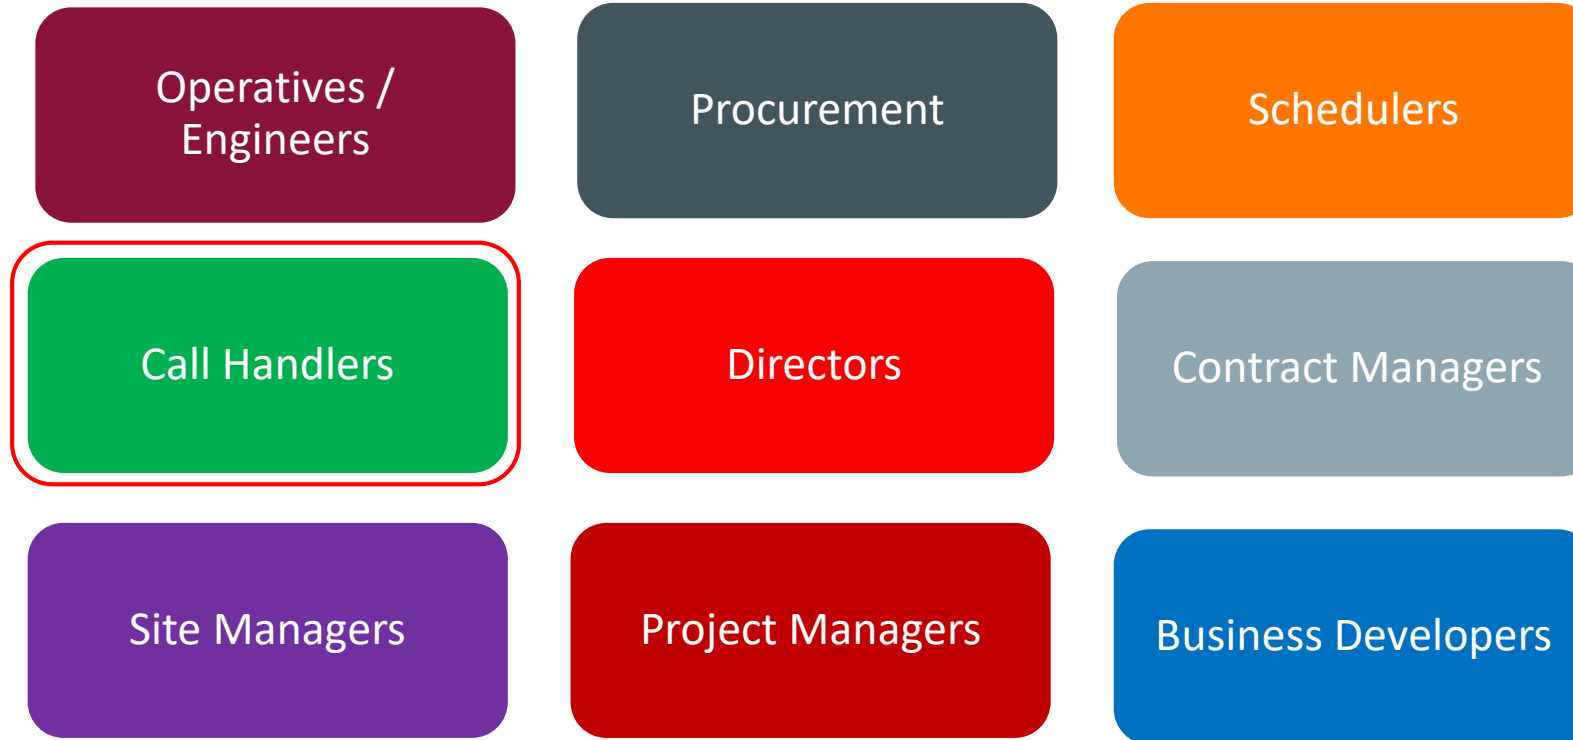 Operatives /
Engineers
Procurement
Schedulers
Call Handlers
Directors
Contract Managers
Site Managers
Project Managers
Business Developers